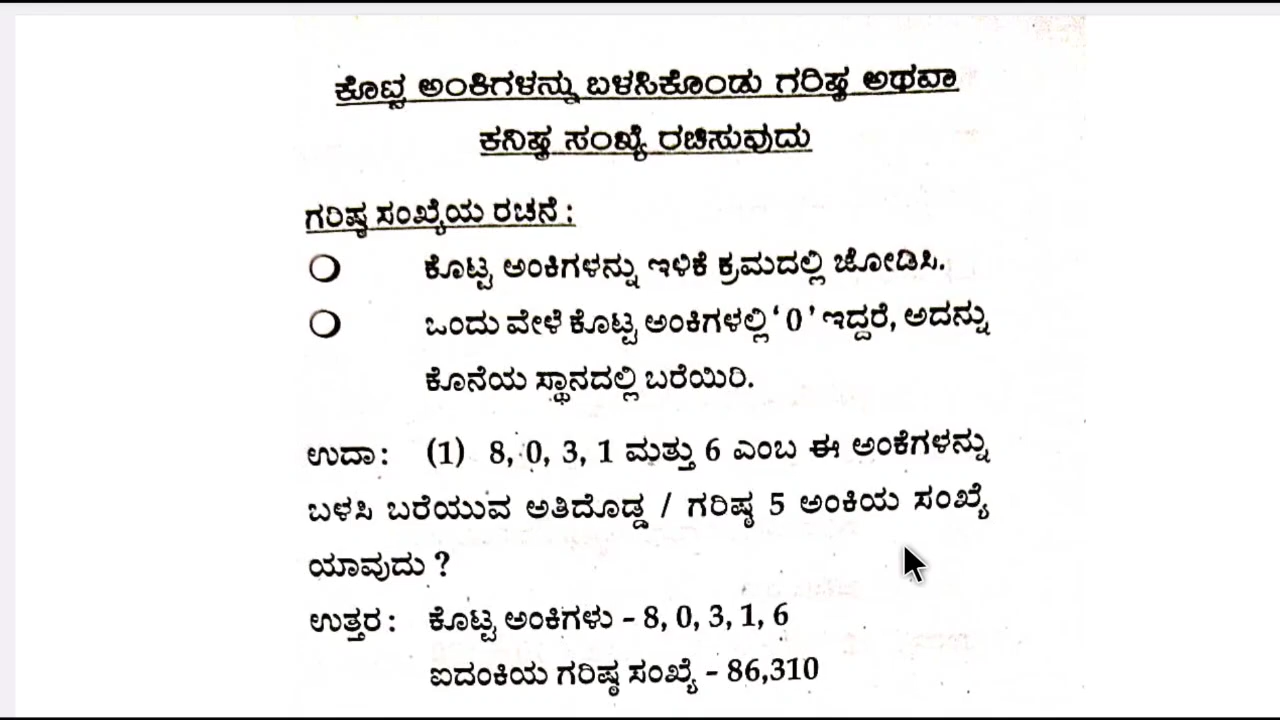 ಕೊಟ್ಟ ಅಂಕಿಗಳನ್ನು ಬಳಸಿಕೊಂಡು ಗರಿಷ್ಠ ಅಥವಾ
ಕನಿಷ್ಠ ಸಂಖ್ಯೆ ರಚಿಸುವುದು
ಗರಿಷ್ಠ ಸಂಖ್ಯೆಯ ರಚನೆ :
○ ಕೊಟ್ಟ ಅಂಕಿಗಳನ್ನು ಇಳಿಕೆ ಕ್ರಮದಲ್ಲಿ ಜೋಡಿಸಿ.
○ ಒಂದು ವೇಳೆ ಕೊಟ್ಟ ಅಂಕಿಗಳಲ್ಲಿ ‘0’ ಇದ್ದರೆ, ಅದನ್ನು
ಕೊನೆಯ ಸ್ಥಾನದಲ್ಲಿ ಬರೆಯಿರಿ.
ಉದಾ : (1) 8, 0, 3, 1 ಮತ್ತು 6 ಎಂಬ ಈ ಅಂಕೆಗಳನ್ನು
ಬಳಸಿ ಬರೆಯುವ ಅತಿದೊಡ್ಡ / ಗರಿಷ್ಠ 5 ಅಂಕಿಯ ಸಂಖ್ಯೆ
ಯಾವುದು ?
ಉತ್ತರ : ಕೊಟ್ಟ ಅಂಕಿಗಳು – 8, 0, 3, 1, 6
ಐದಂಕಿಯ ಗರಿಷ್ಠ ಸಂಖ್ಯೆ – 86,310